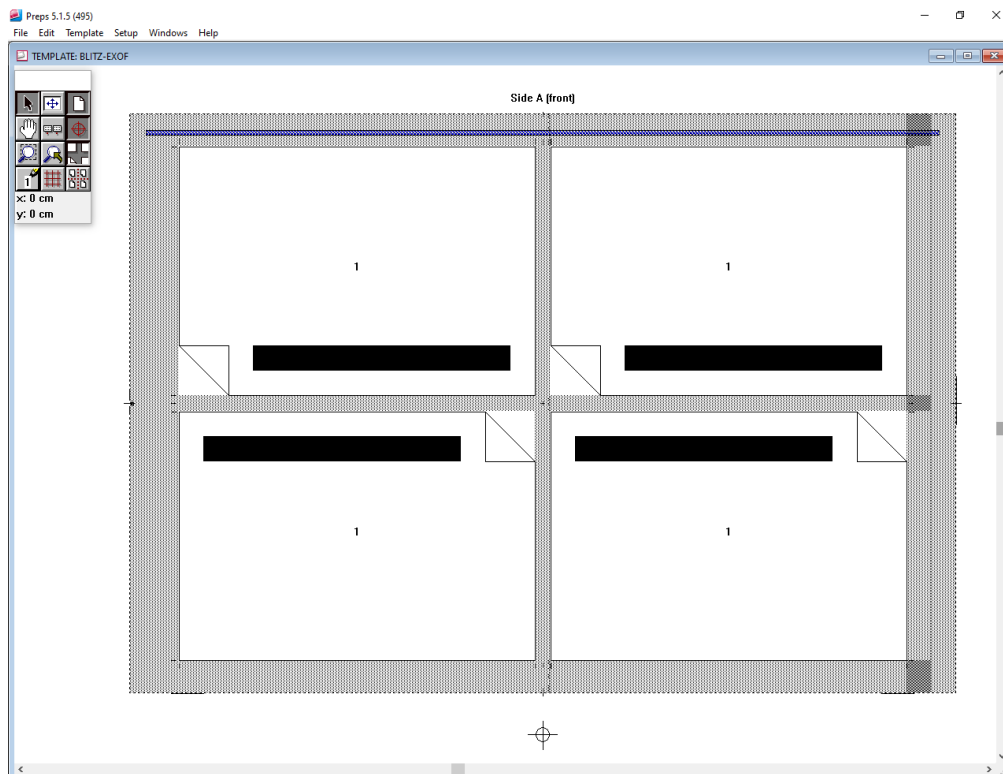 Preps 5.1.5 (495)
File Edit Template Setup Windows Help
TEMPLATE: BLITZ-EXOF
Side A (front)
1
x: 0 cm
y: 0 cm
1 1
1 1